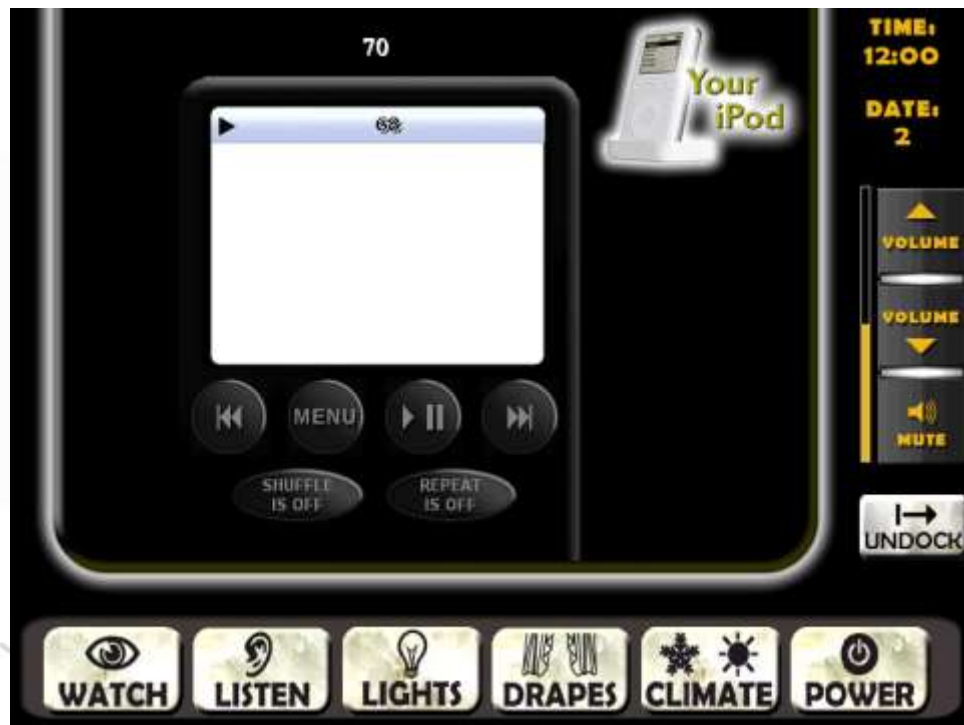 70
68
Your
iPod
TIME:
12:00
DATE:
2
VOLUME
VOLUME
MUTE
MENU
SHUFFLE
IS OFF
REPEAT
IS OFF
UNDOCK
WATCH
LISTEN
LIGHTS
DRAPES
CLIMATE
POWER